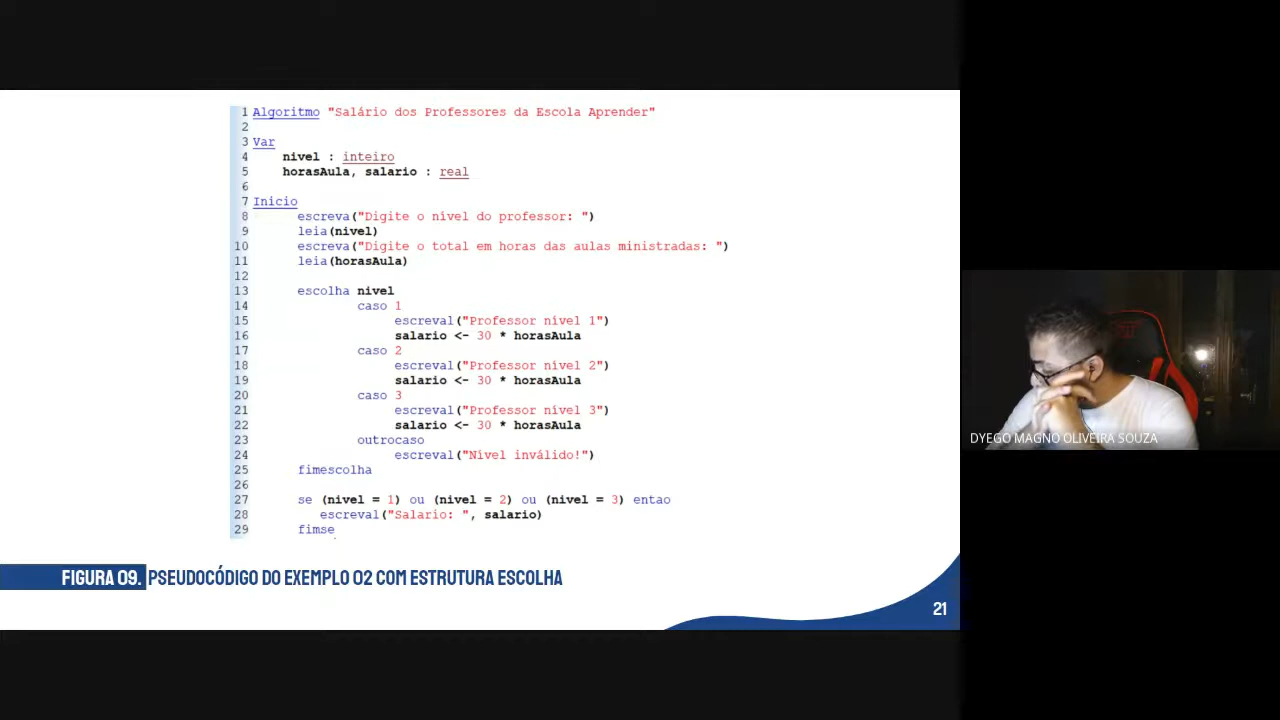 1 Algoritmo "Salário dos Professores da Escola Aprender"
2
3 Var
4 nivel : inteiro
5 horasAula, salario : real
6
7 Inicio
8 escreva("Digite o nível do professor: ")
9 leia(nivel)
10 escreva("Digite o total em horas das aulas ministradas: ")
11 leia(horasAula)
12
13 escolha nivel
14 caso 1
15 escreval("Professor nível 1")
16 salario <- 30 * horasAula
17 caso 2
18 escreval("Professor nível 2")
19 salario <- 30 * horasAula
20 caso 3
21 escreval("Professor nível 3")
22 salario <- 30 * horasAula
23 outrocaso
24 escreval("Nível inválido!")
25 fimescolha
26
27 se (nivel = 1) ou (nivel = 2) ou (nivel = 3) entao
28 escreval("Salario: ", salario)
29 fimse
FIGURA 09. PSEUDOCÓDIGO DO EXEMPLO 02 COM ESTRUTURA ESCOLHA
21
DYEGO MAGNO OLIVEIRA SOUZA